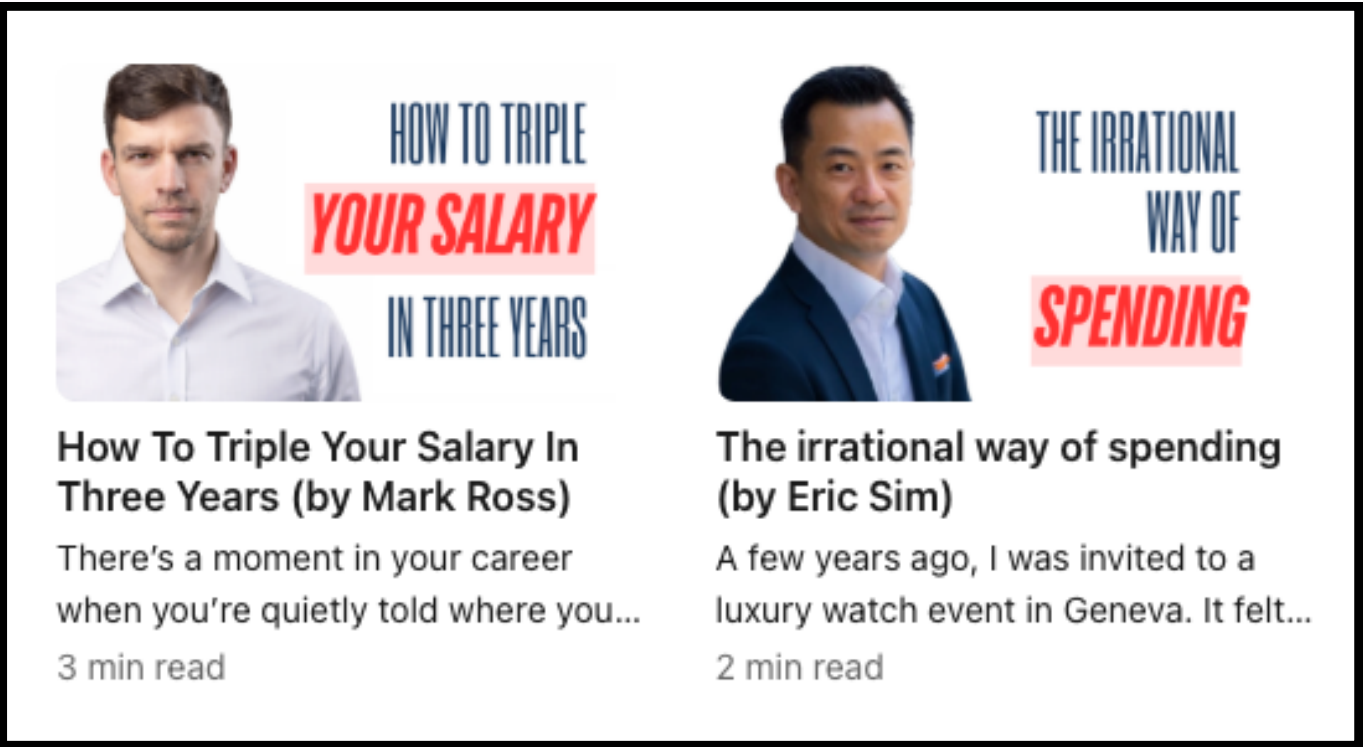 HOW TO TRIPLE
YOUR SALARY
IN THREE YEARS
How To Triple Your Salary In
Three Years (by Mark Ross)
There's a moment in your career
when you're quietly told where you...
3 min read
THE IRRATIONAL
WAY OF
SPENDING
The irrational way of spending
(by Eric Sim)
A few years ago, I was invited to a
luxury watch event in Geneva. It felt...
2 min read